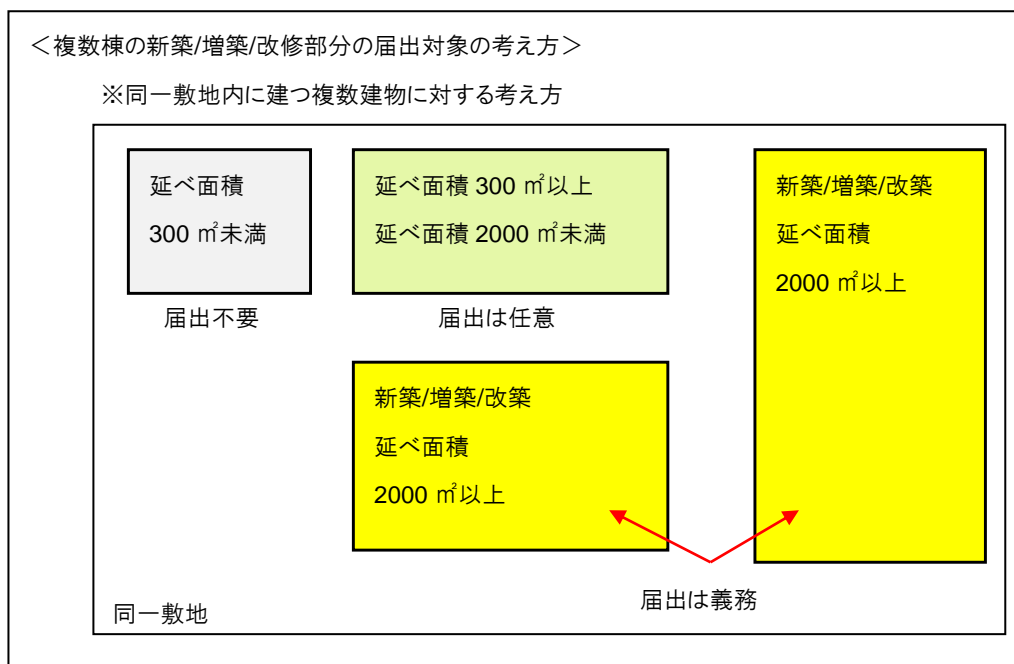 ＜複数棟の新築/増築/改修部分の届出対象の考え方＞
※同一敷地内に建つ複数建物に対する考え方
延べ面積
300 ㎡未満
届出不要
延べ面積 300 ㎡以上
延べ面積 2000 ㎡未満
届出は任意
新築/増築/改築
延べ面積
2000 ㎡以上
新築/増築/改築
延べ面積
2000 ㎡以上
届出は義務
同一敷地